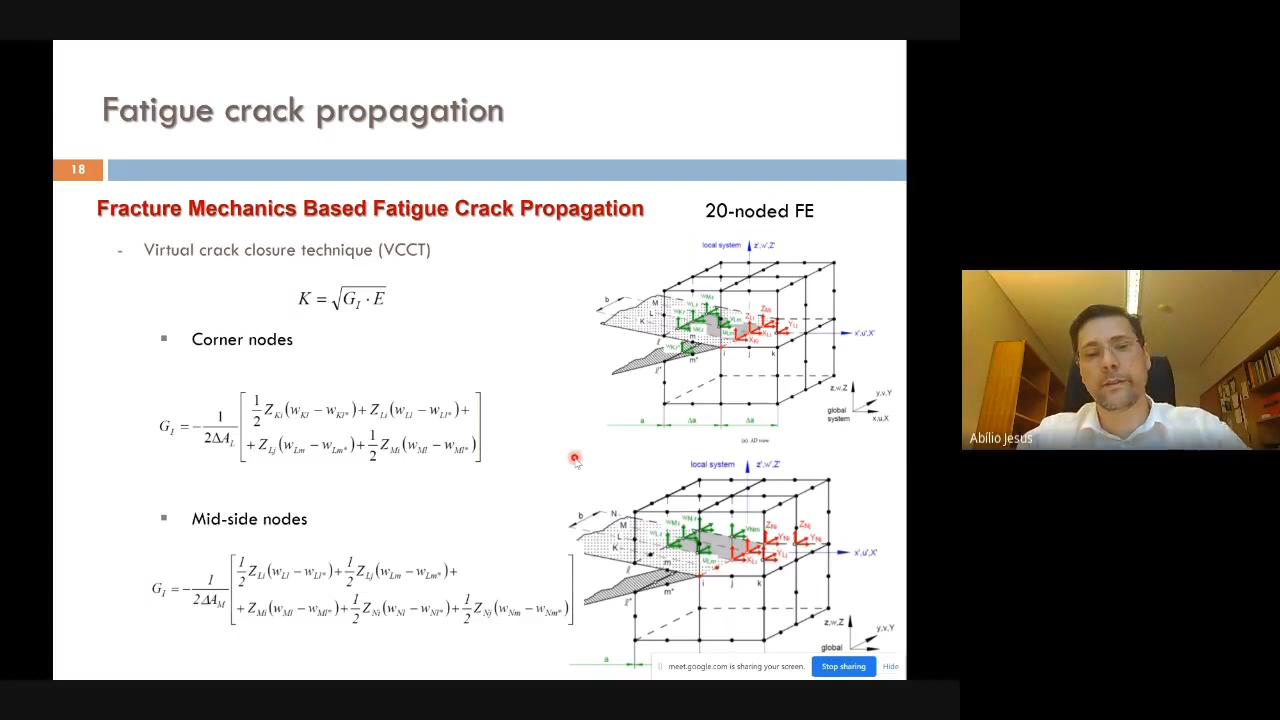 Fatigue crack propagation
18
Fracture Mechanics Based Fatigue Crack Propagation
20-noded FE
- Virtual crack closure technique (VCCT)
K = √(G_I · E)
▪ Corner nodes
G_I = − 1/(2ΔA_L) [ 1/2 Z_Ki (w_Kl − w_Kl*) + Z_Li (w_Ll − w_Ll*) +
+ Z_Lj (w_Lm − w_Lm*) + 1/2 Z_Mi (w_Ml − w_Ml*) ]
▪ Mid-side nodes
G_I = − 1/(2ΔA_M) [ 1/2 Z_Li (w_Ll − w_Ll*) + 1/2 Z_Lj (w_Lm − w_Lm*) +
+ Z_Mi (w_Ml − w_Ml*) + 1/2 Z_Ni (w_Nl − w_Nl*) + 1/2 Z_Nj (w_Nm − w_Nm*) ]
local system z',w',Z'
b
M
L
K
x',u',X'
i j k
z,w,Z
y,v,Y
global
system
x,u,X
a Δa Δa
(a). 3D view
local system z',w',Z'
b
N
M
L
K
m
m*
x',u',X'
i j k
z,w,Z
y,v,Y
global
a
meet.google.com is sharing your screen.
Stop sharing
Hide
Abílio Jesus